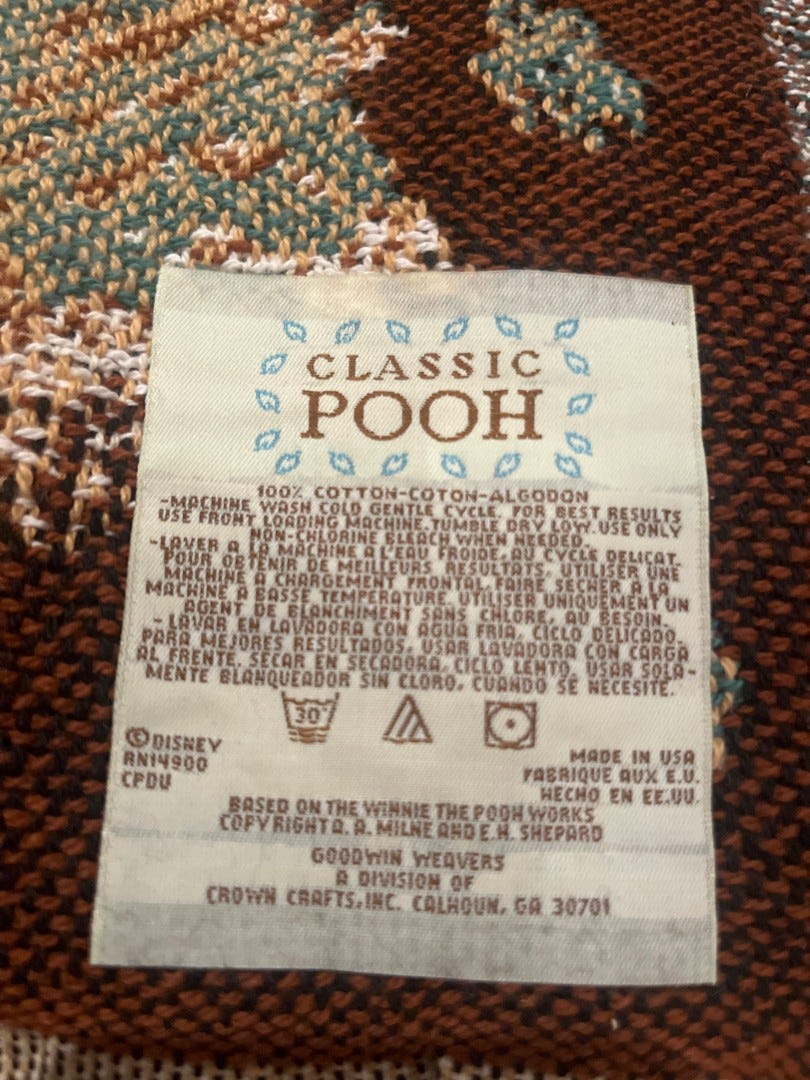 CLASSIC
POOH
100% COTTON-COTON-ALGODON
-MACHINE WASH COLD GENTLE CYCLE. FOR BEST RESULTS
USE FRONT LOADING MACHINE.TUMBLE DRY LOW.USE ONLY
NON-CHLORINE BLEACH WHEN NEEDED.
-LAVER A LA MACHINE A L'EAU FROIDE, AU CYCLE DELICAT.
POUR OBTENIR DE MEILLEURS RESULTATS, UTILISER UNE
MACHINE A CHARGEMENT FRONTAL. FAIRE SECHER A LA
MACHINE A BASSE TEMPERATURE. UTILISER UNIQUEMENT UN
AGENT DE BLANCHIMENT SANS CHLORE, AU BESOIN.
- LAVAR EN LAVADORA CON AGUA FRIA, CICLO DELICADO.
PARA MEJORES RESULTADOS, USAR LAVADORA CON CARGA
AL FRENTE. SECAR EN SECADORA, CICLO LENTO. USAR SOLA-
MENTE BLANQUEADOR SIN CLORO, CUANDO SE NECESITE.
30°
©DISNEY
RN14900
CPDU
MADE IN USA
FABRIQUE AUX E.U.
HECHO EN EE.UU.
BASED ON THE WINNIE THE POOH WORKS
COPYRIGHT A. A. MILNE AND E. H. SHEPARD
GOODWIN WEAVERS
A DIVISION OF
CROWN CRAFTS, INC. CALHOUN, GA 30701